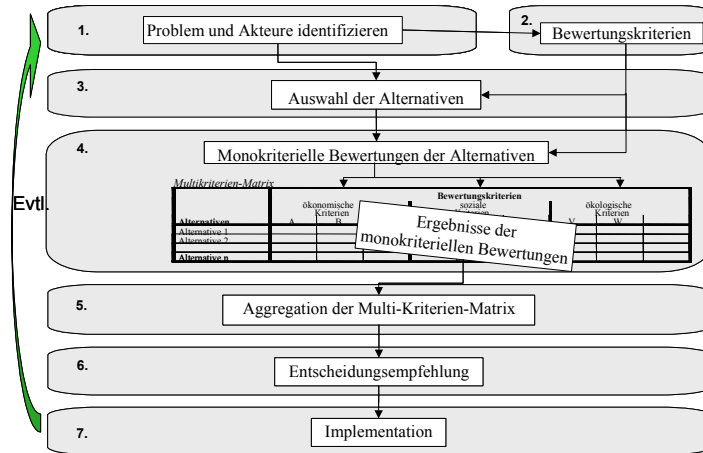 1.
Problem und Akteure identifizieren
2.
Bewertungskriterien
3.
Auswahl der Alternativen
4.
Monokriterielle Bewertungen der Alternativen
Evtl.
Multikriterien-Matrix
Bewertungskriterien
ökonomische
Kriterien
soziale
ökologische
Kriterien
Alternativen
A
B
V
W
Alternative 1
Alternative 2
Alternative n
Ergebnisse der
monokriteriellen Bewertungen
5.
Aggregation der Multi-Kriterien-Matrix
6.
Entscheidungsempfehlung
7.
Implementation